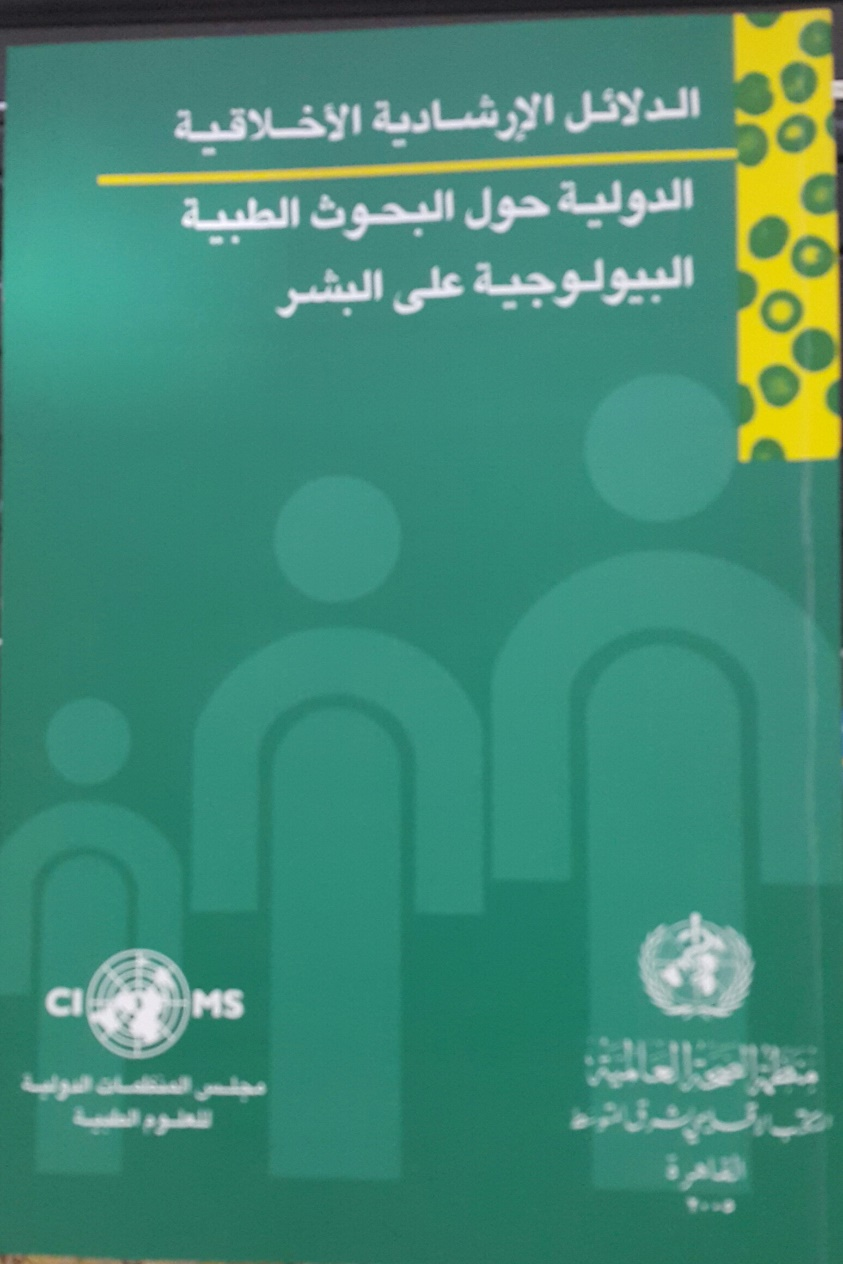 الدلائل الإرشادية الأخلاقية
الدولية حول البحوث الطبية
البيولوجية على البشر
CIOMS
مجلس المنظمات الدولية
للعلوم الطبية
منظمة الصحة العالمية
المكتب الإقليمي لشرق المتوسط
القاهرة
٢٠٠٥